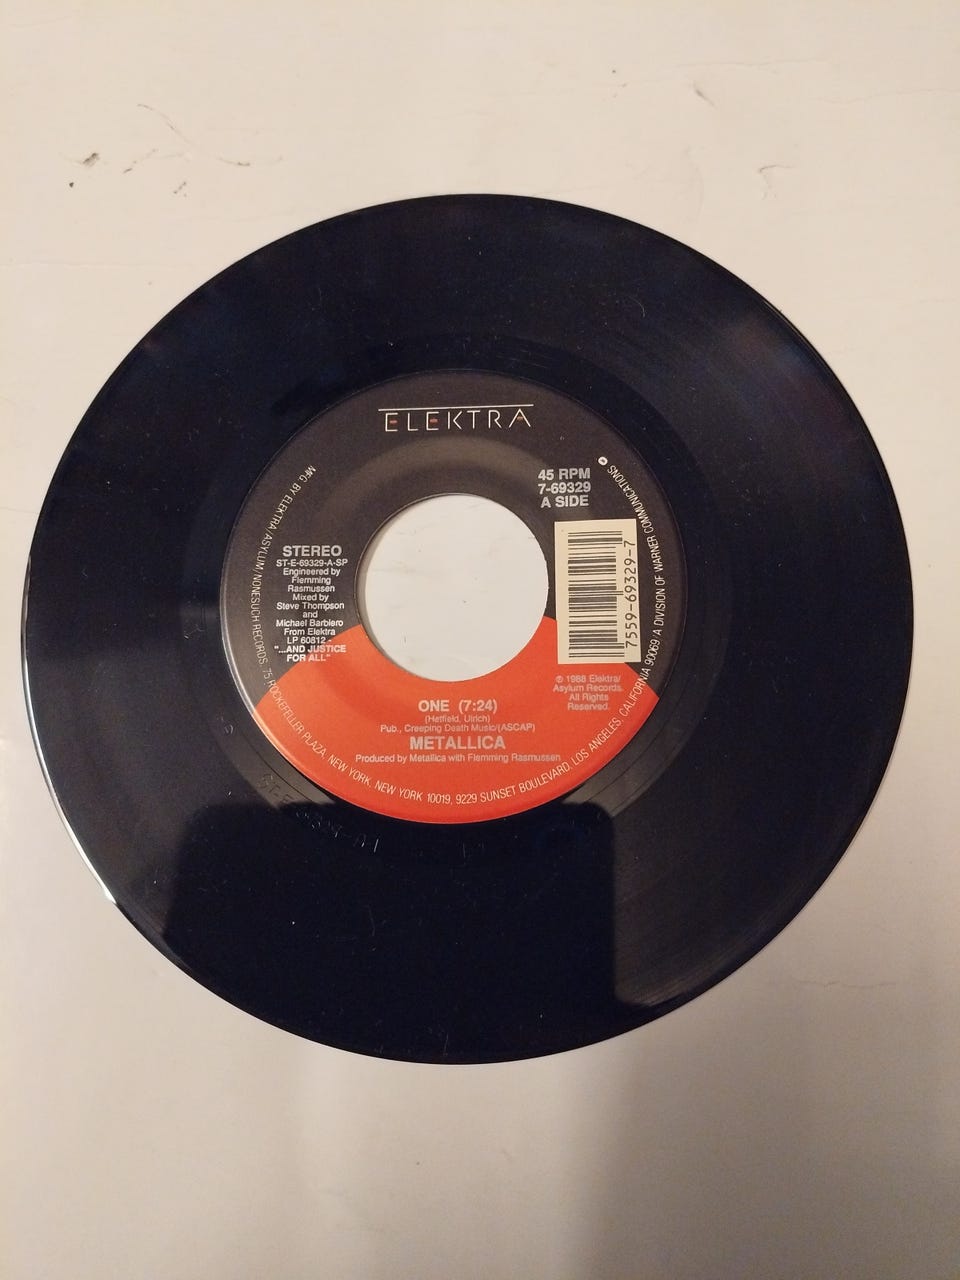 ELEKTRA
45 RPM
7-69329
A SIDE
STEREO
ST-E-69329-A-SP
Engineered by
Flemming
Rasmussen
Mixed by
Steve Thompson
and
Michael Barbiero
From Elektra
LP 60812 -
"...AND JUSTICE
FOR ALL"
7559-69329-7
℗ 1988 Elektra/
Asylum Records.
All Rights
Reserved.
ONE (7:24)
(Hetfield, Ulrich)
Pub., Creeping Death Music/(ASCAP)
METALLICA
Produced by Metallica with Flemming Rasmussen
MFG. BY ELEKTRA/ASYLUM/NONESUCH RECORDS, 75 ROCKEFELLER PLAZA, NEW YORK, NEW YORK 10019, 9229 SUNSET BOULEVARD, LOS ANGELES, CALIFORNIA 90069 /A DIVISION OF WARNER COMMUNICATIONS